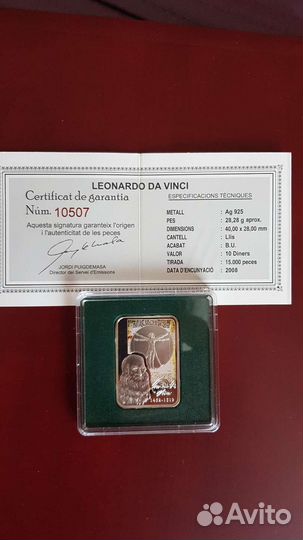 LEONARDO DA VINCI
Certificat de garantia
Núm. 10507
Aquesta signatura garanteix l'origen
i l'autenticitat de les peces
JORDI PUIGDEMASA
Director del Servei d'Emissions
ESPECIFICACIONS TÈCNIQUES
METALL : Ag 925
PES : 28,28 g aprox.
DIMENSIONS : 40,00 x 28,00 mm
CANTELL : Llis
ACABAT : B.U.
VALOR : 10 Diners
TIRADA : 15.000 peces
DATA D'ENCUNYACIÓ : 2008
Avito